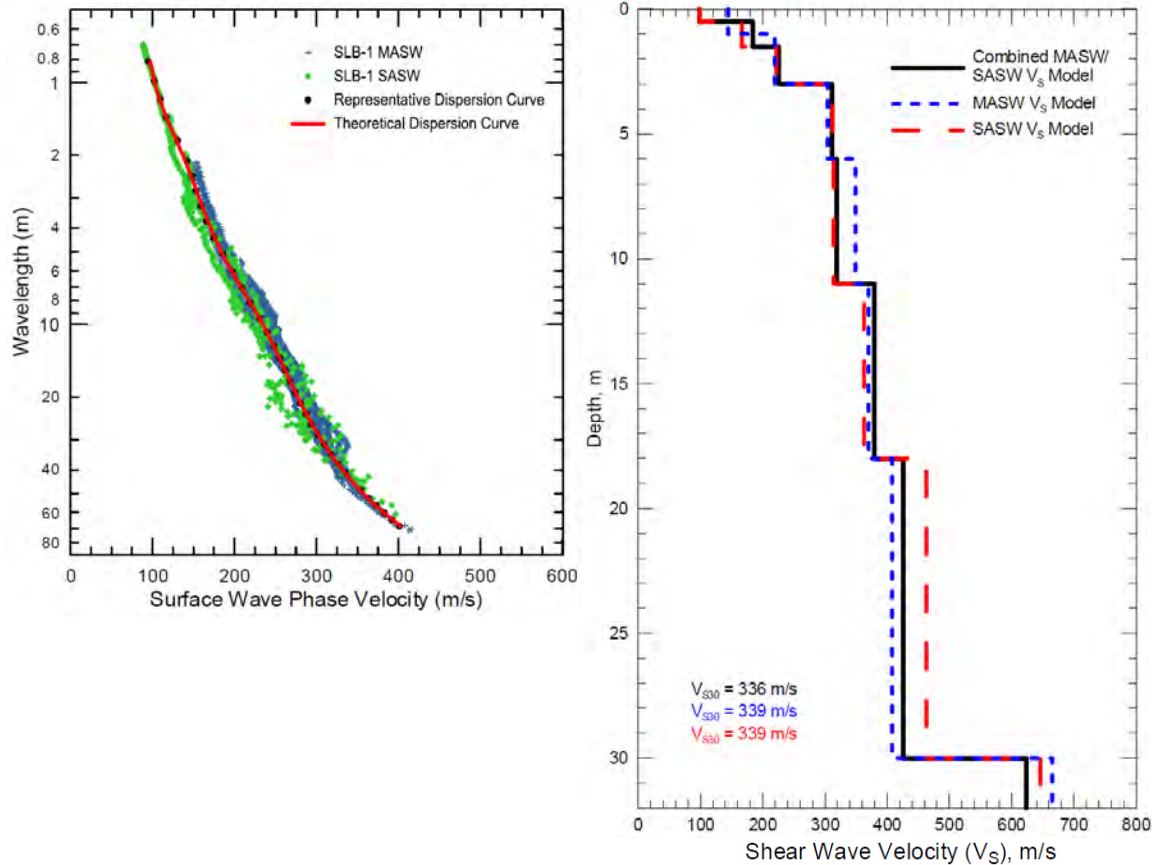 0.6
0.8
1
2
4
6
8
10
20
40
60
80
Wavelength (m)
SLB-1 MASW
SLB-1 SASW
Representative Dispersion Curve
Theoretical Dispersion Curve
0 100 200 300 400 500 600
Surface Wave Phase Velocity (m/s)
0
5
10
15
20
25
30
Depth, m
Combined MASW/
SASW VS Model
MASW VS Model
SASW VS Model
VS30 = 336 m/s
VS30 = 339 m/s
VS30 = 339 m/s
0 100 200 300 400 500 600 700 800
Shear Wave Velocity (VS), m/s